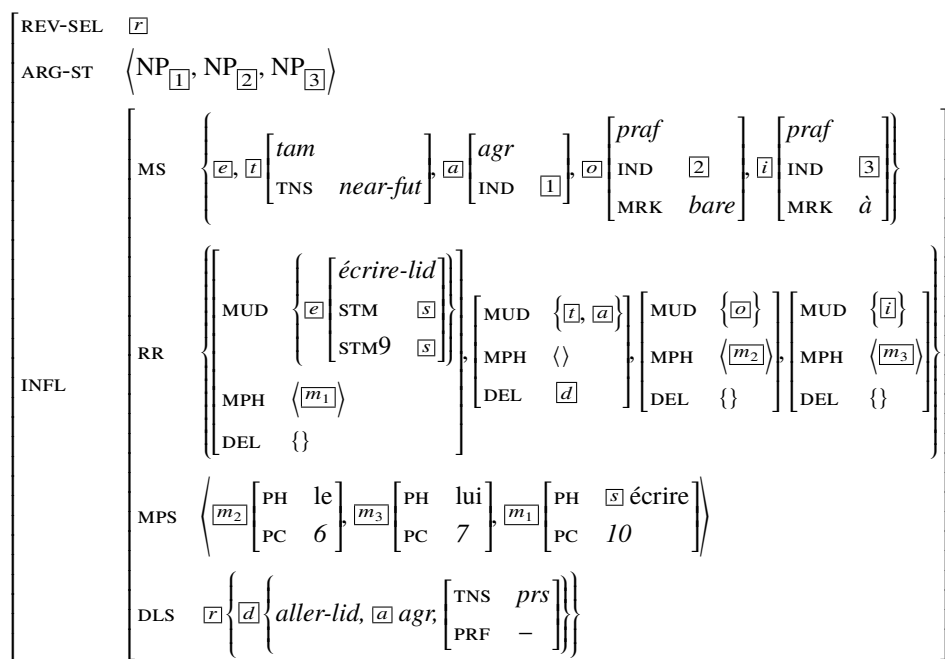 REV-SEL r
ARG-ST ⟨NP1, NP2, NP3⟩
INFL
MS { e, t [tam, TNS near-fut], a [agr, IND 1], o [praf, IND 2, MRK bare], i [praf, IND 3, MRK à] }
RR { [MUD { e [écrire-lid, STM s, STM9 s] }, MPH ⟨m1⟩, DEL {}], [MUD {t, a}, MPH ⟨⟩, DEL d], [MUD {o}, MPH ⟨m2⟩, DEL {}], [MUD {i}, MPH ⟨m3⟩, DEL {}] }
MPS ⟨ m2 [PH le, PC 6], m3 [PH lui, PC 7], m1 [PH s écrire, PC 10] ⟩
DLS r { d { aller-lid, a agr, [TNS prs, PRF −] } }